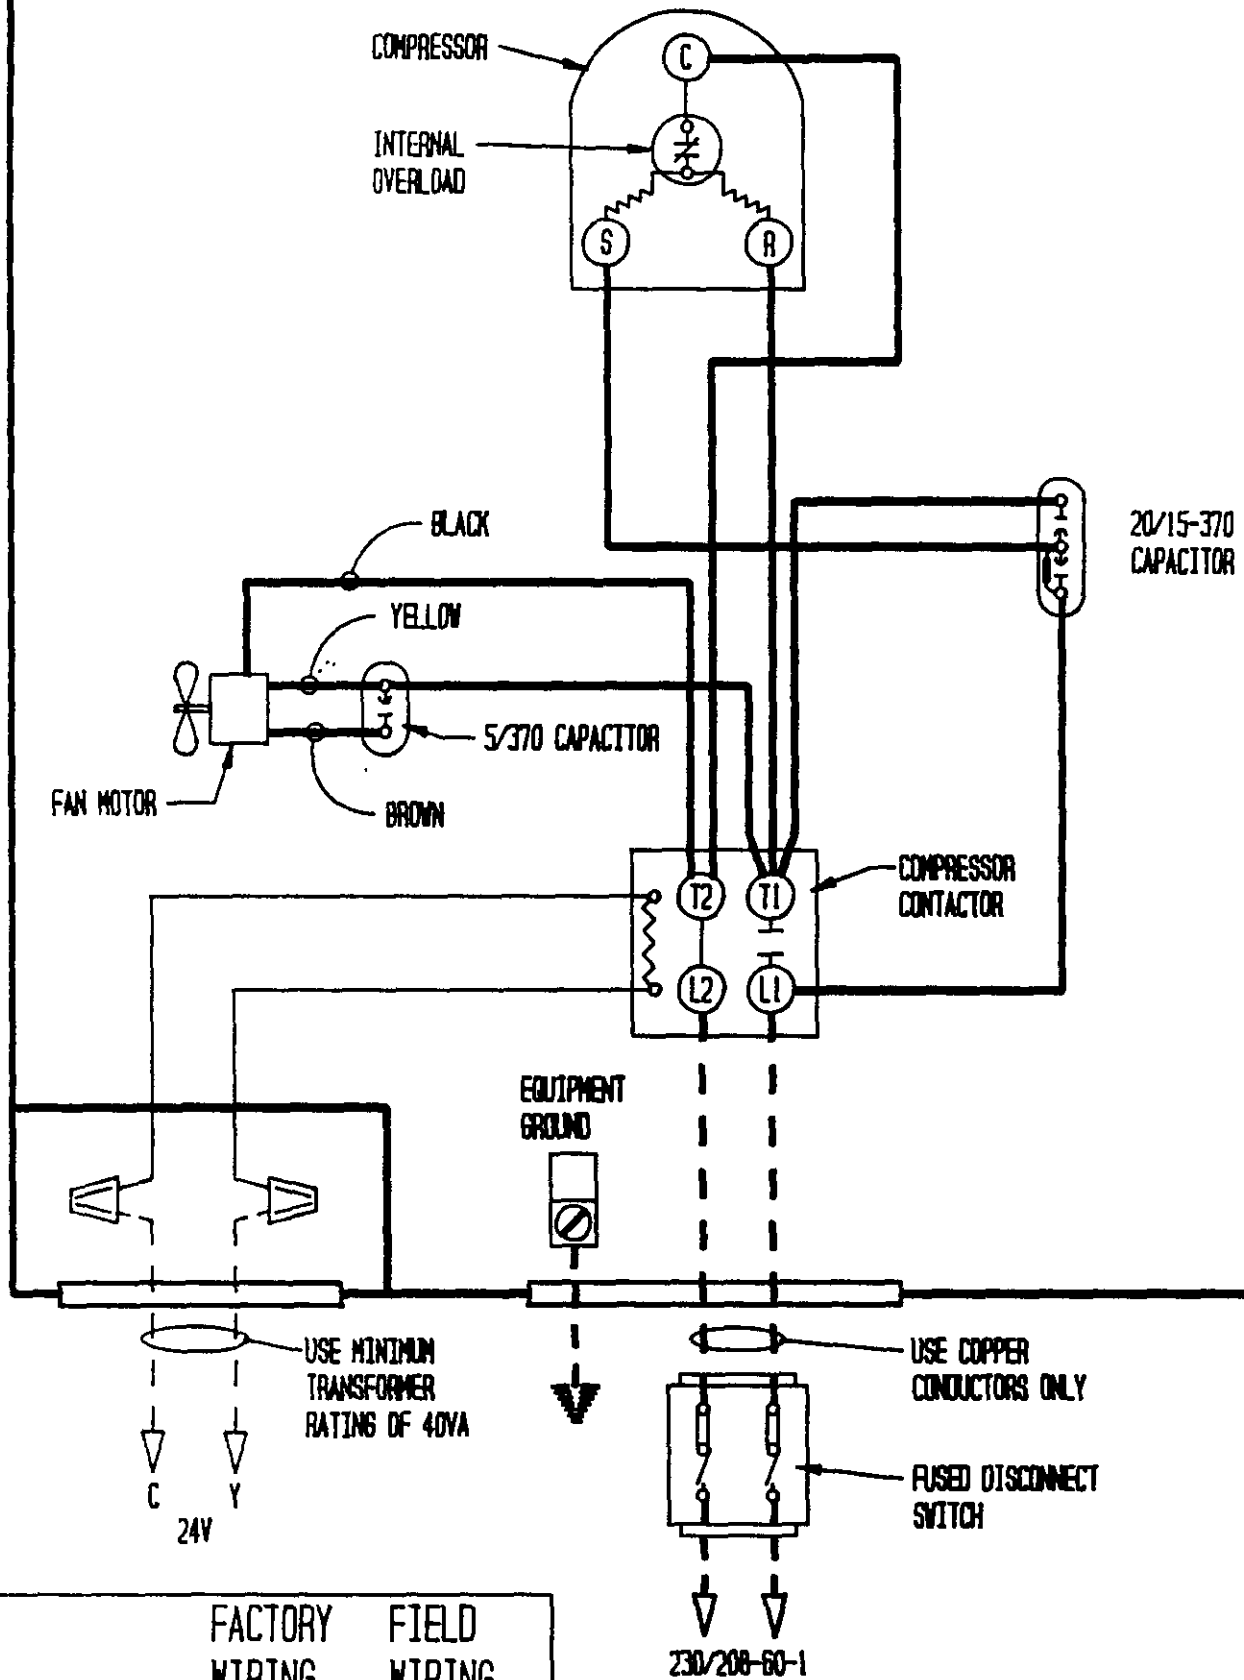 COMPRESSOR
C
INTERNAL
OVERLOAD
S
R
BLACK
20/15-370
CAPACITOR
YELLOW
5/370 CAPACITOR
FAN MOTOR
BROWN
COMPRESSOR
CONTACTOR
T2
T1
L2
L1
EQUIPMENT
GROUND
USE MINIMUM
TRANSFORMER
RATING OF 40VA
USE COPPER
CONDUCTORS ONLY
C
Y
24V
FUSED DISCONNECT
SWITCH
FACTORY FIELD
WIRING WIRING
230/208-60-1